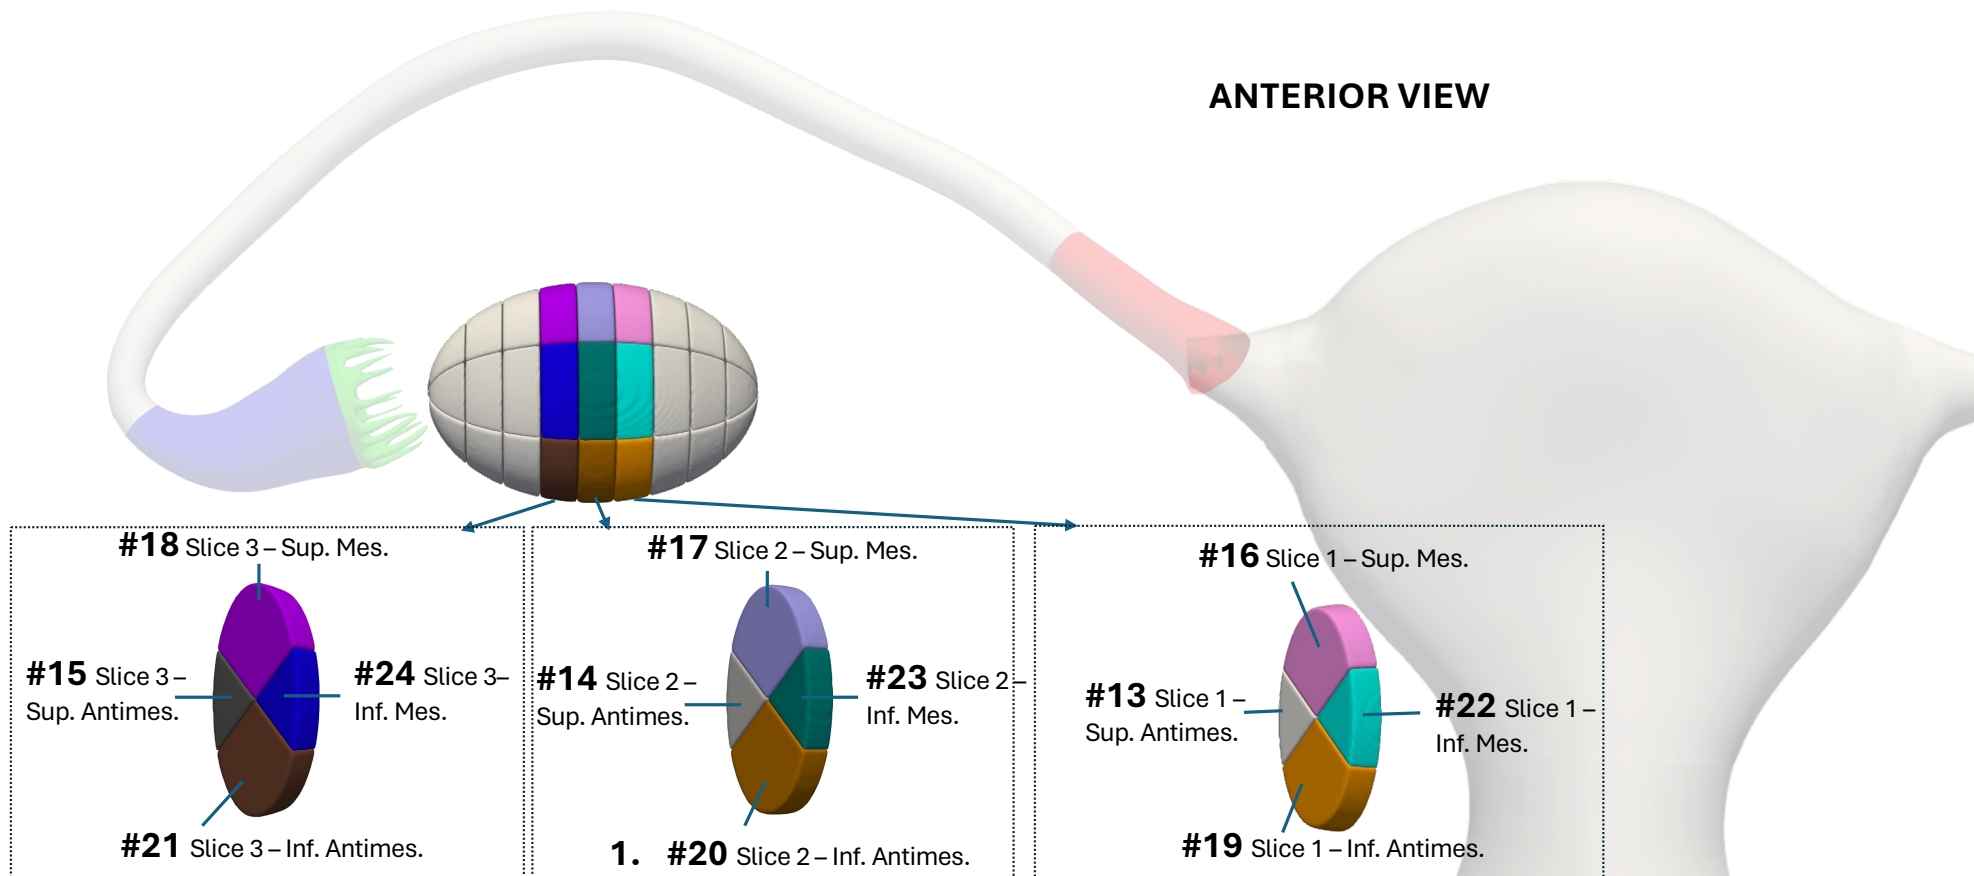 ANTERIOR VIEW
#18 Slice 3 – Sup. Mes.
#15 Slice 3 –
Sup. Antimes.
#24 Slice 3–
Inf. Mes.
#21 Slice 3 – Inf. Antimes.
#17 Slice 2 – Sup. Mes.
#14 Slice 2 –
Sup. Antimes.
#23 Slice 2 –
Inf. Mes.
1. #20 Slice 2 – Inf. Antimes.
#16 Slice 1 – Sup. Mes.
#13 Slice 1 –
Sup. Antimes.
#22 Slice 1 –
Inf. Mes.
#19 Slice 1 – Inf. Antimes.